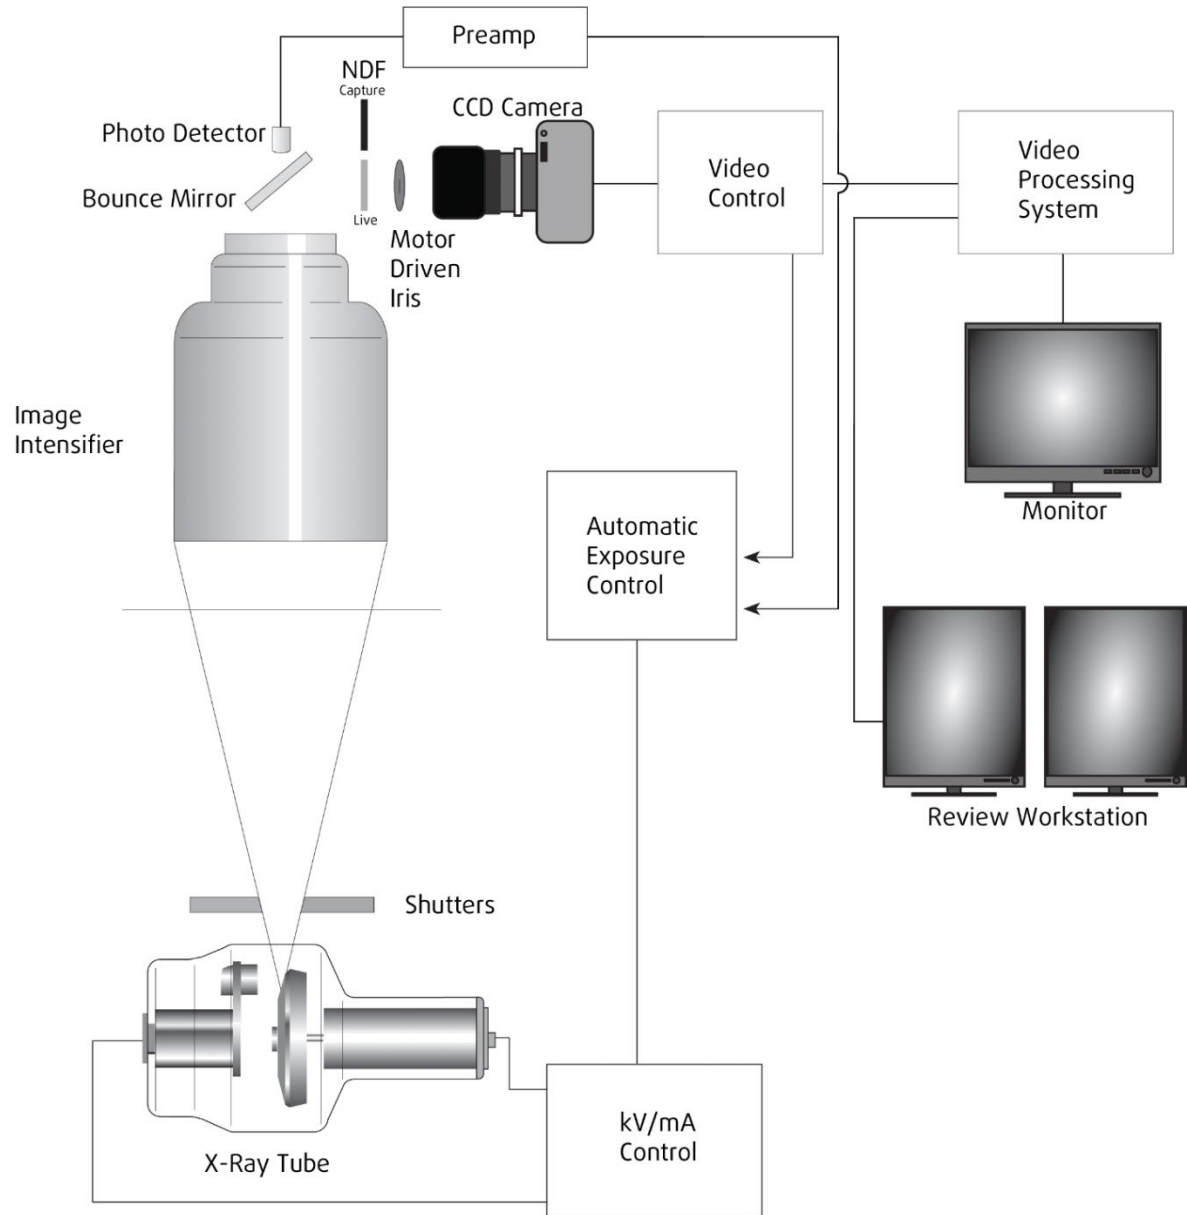 Preamp
NDF
Capture
CCD Camera
Photo Detector
Bounce Mirror
Live
Motor
Driven
Iris
Video
Control
Video
Processing
System
Monitor
Image
Intensifier
Automatic
Exposure
Control
Review Workstation
Shutters
X-Ray Tube
kV/mA
Control